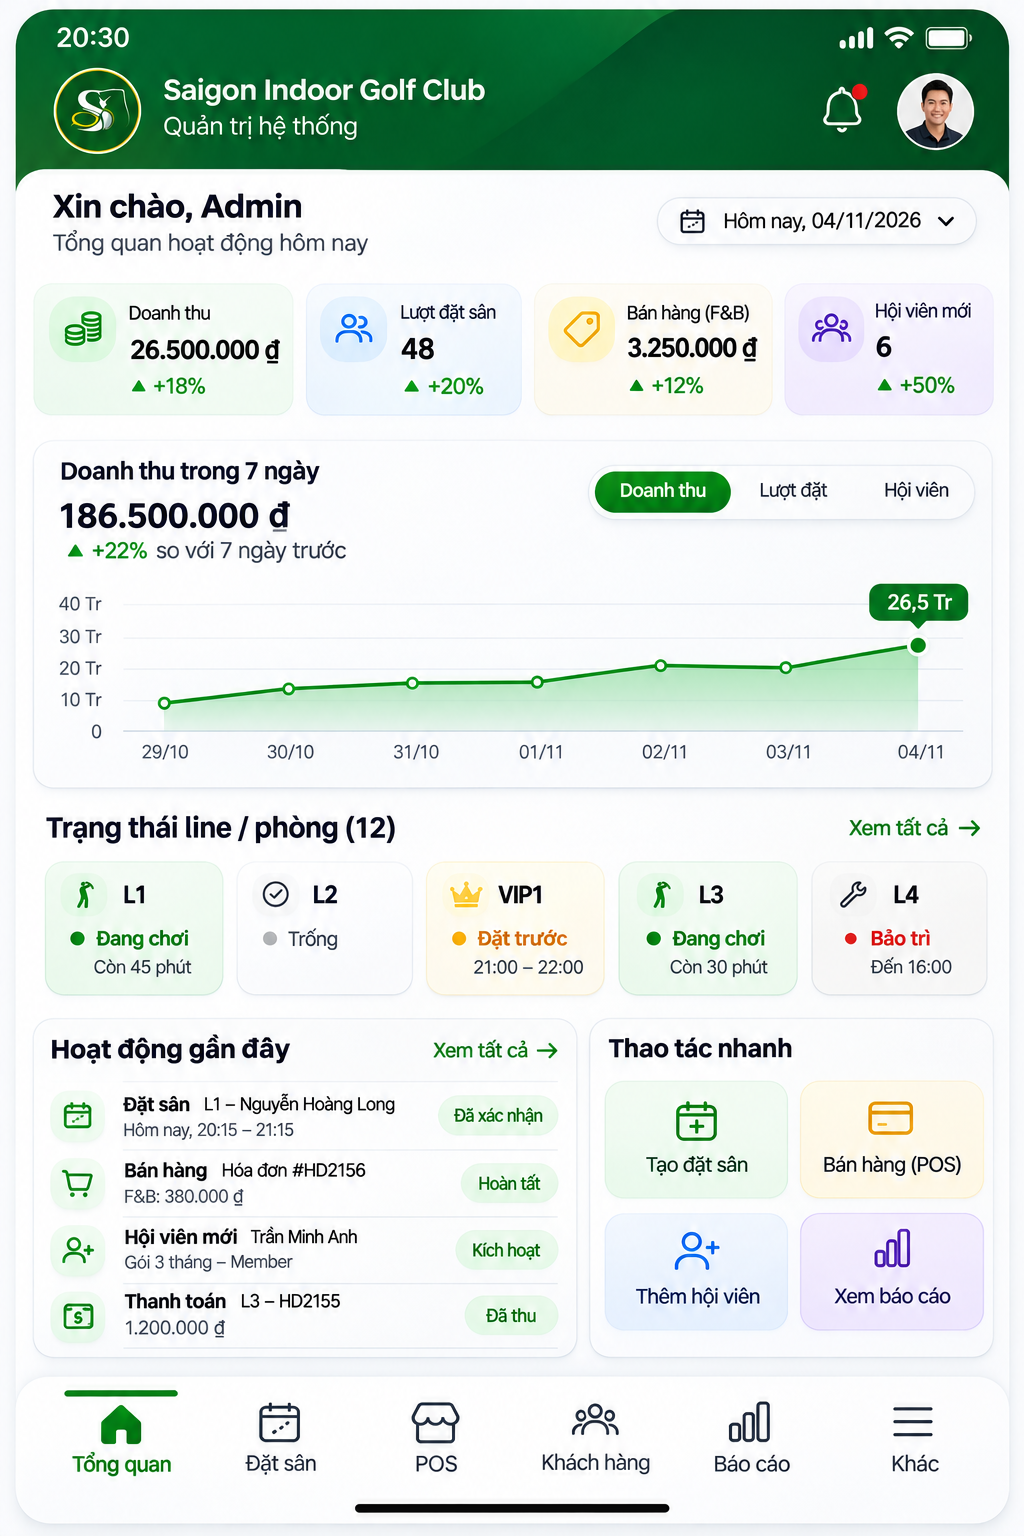 20:30
Saigon Indoor Golf Club
Quản trị hệ thống
Xin chào, Admin
Tổng quan hoạt động hôm nay
Hôm nay, 04/11/2026
Doanh thu
26.500.000 ₫
▲ +18%
Lượt đặt sân
48
▲ +20%
Bán hàng (F&B)
3.250.000 ₫
▲ +12%
Hội viên mới
6
▲ +50%
Doanh thu trong 7 ngày
186.500.000 ₫
▲ +22% so với 7 ngày trước
Doanh thu
Lượt đặt
Hội viên
40 Tr
30 Tr
20 Tr
10 Tr
0
26,5 Tr
29/10
30/10
31/10
01/11
02/11
03/11
04/11
Trạng thái line / phòng (12)
Xem tất cả →
L1
Đang chơi
Còn 45 phút
L2
Trống
VIP1
Đặt trước
21:00 – 22:00
L3
Đang chơi
Còn 30 phút
L4
Bảo trì
Đến 16:00
Hoạt động gần đây
Xem tất cả →
Đặt sân L1 – Nguyễn Hoàng Long
Hôm nay, 20:15 – 21:15
Đã xác nhận
Bán hàng Hóa đơn #HD2156
F&B: 380.000 ₫
Hoàn tất
Hội viên mới Trần Minh Anh
Gói 3 tháng – Member
Kích hoạt
Thanh toán L3 – HD2155
1.200.000 ₫
Đã thu
Thao tác nhanh
Tạo đặt sân
Bán hàng (POS)
Thêm hội viên
Xem báo cáo
Tổng quan
Đặt sân
POS
Khách hàng
Báo cáo
Khác